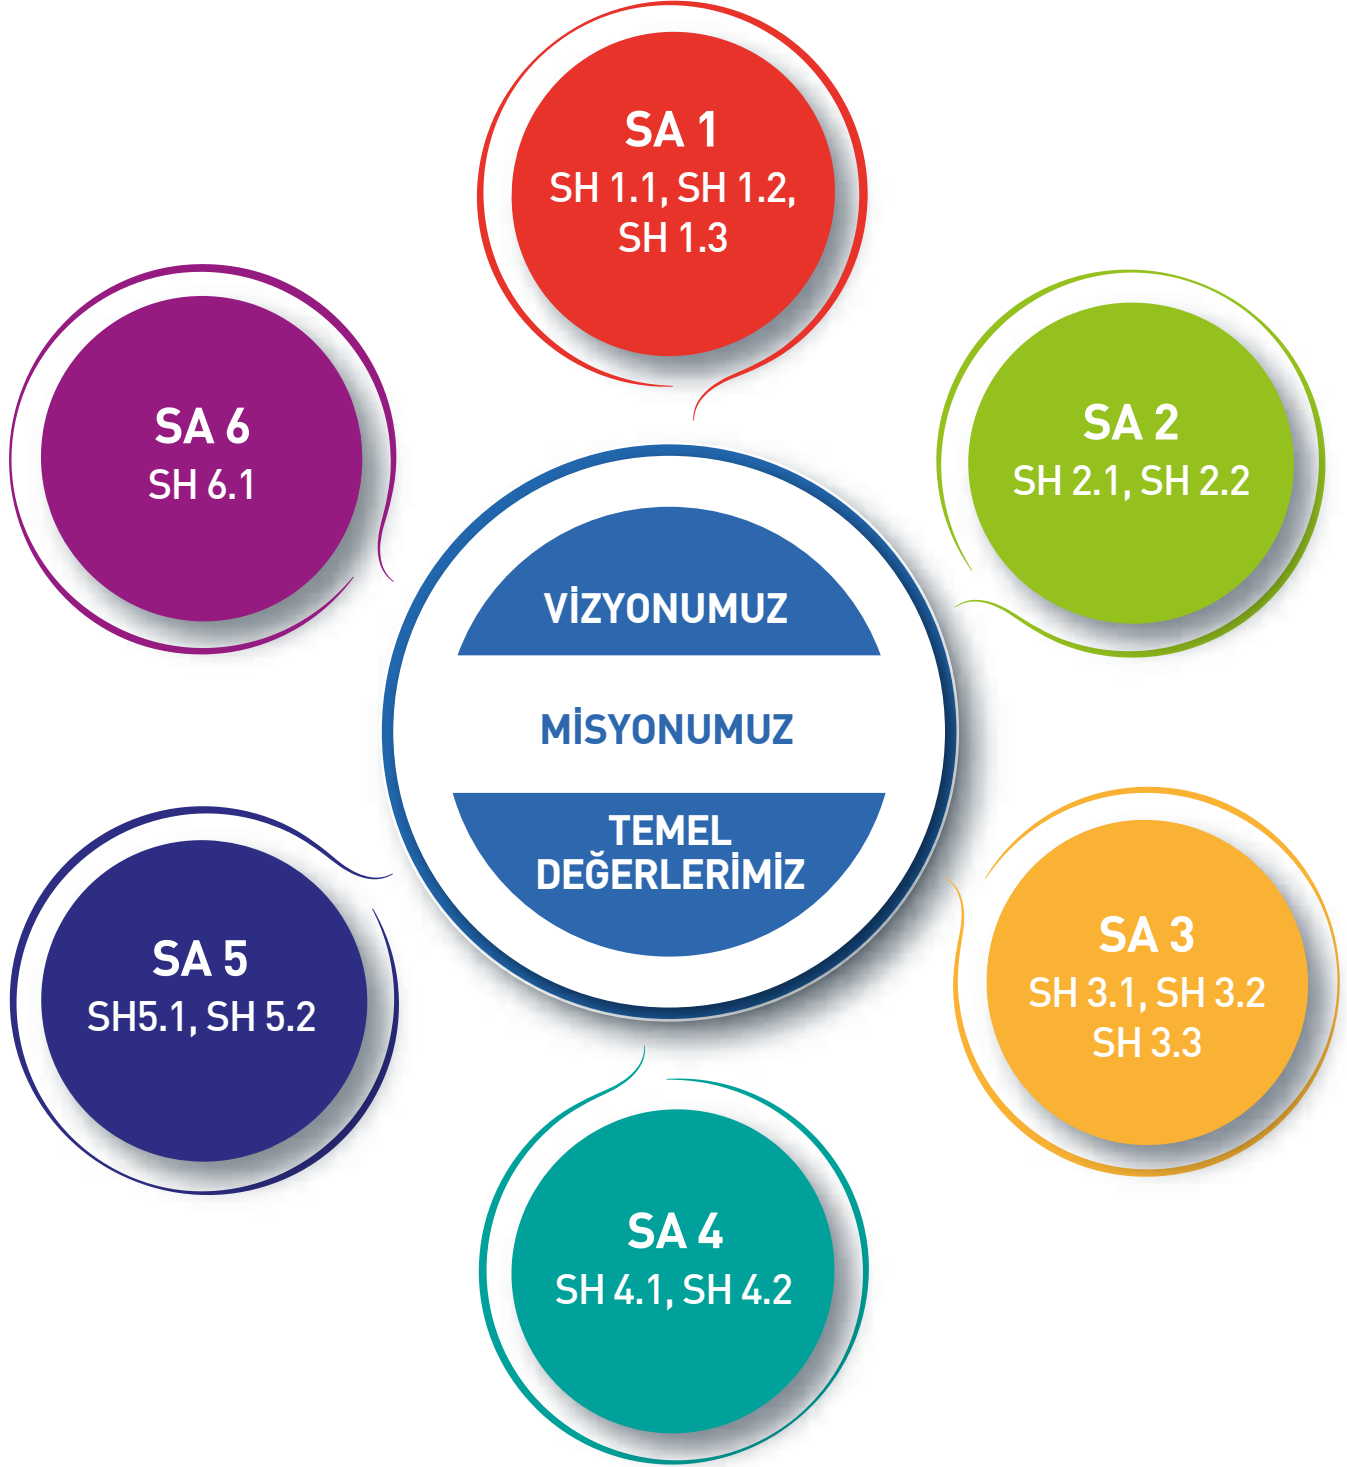 SA 1
SH 1.1, SH 1.2,
SH 1.3
SA 2
SH 2.1, SH 2.2
SA 3
SH 3.1, SH 3.2
SH 3.3
SA 4
SH 4.1, SH 4.2
SA 5
SH5.1, SH 5.2
SA 6
SH 6.1
VİZYONUMUZ
MİSYONUMUZ
TEMEL
DEĞERLERİMİZ